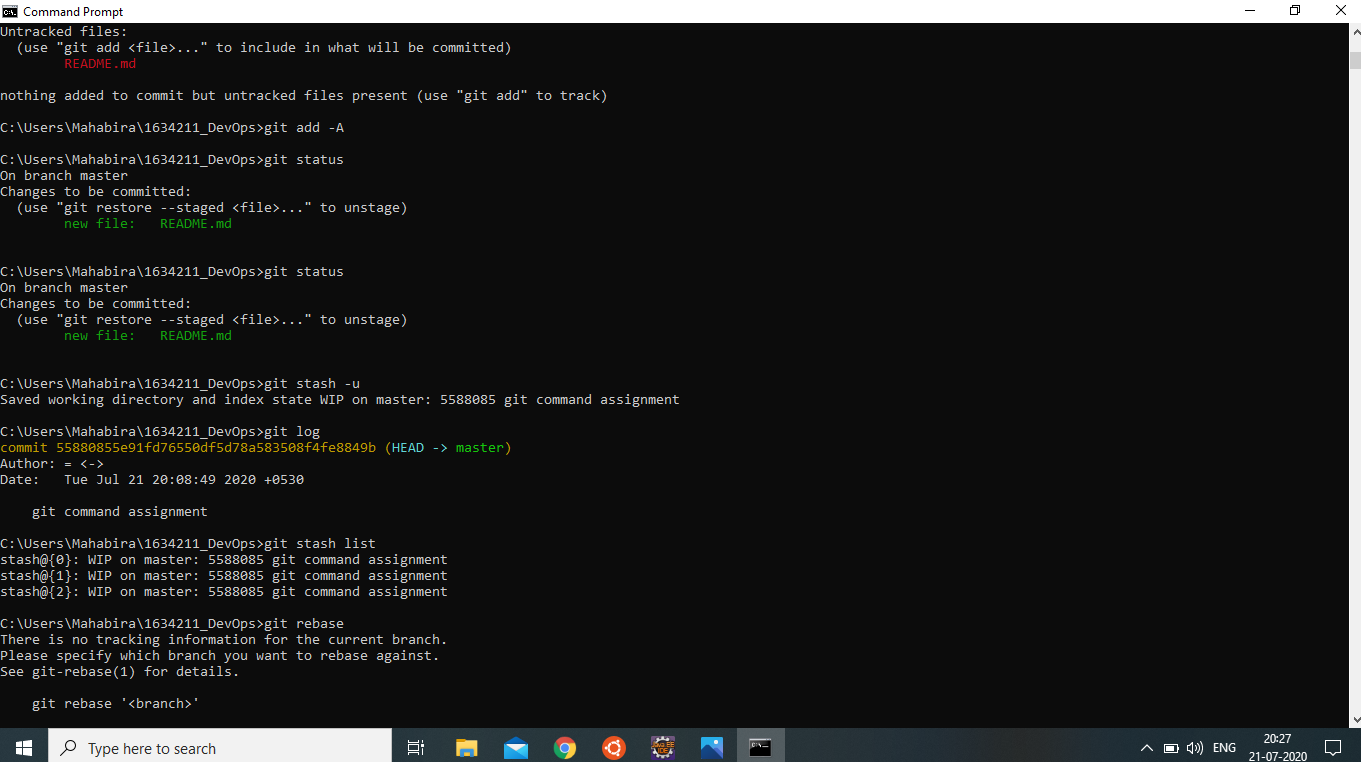 Command Prompt
Untracked files:
  (use "git add <file>..." to include in what will be committed)
        README.md

nothing added to commit but untracked files present (use "git add" to track)

C:\Users\Mahabira\1634211_DevOps>git add -A

C:\Users\Mahabira\1634211_DevOps>git status
On branch master
Changes to be committed:
  (use "git restore --staged <file>..." to unstage)
        new file:   README.md


C:\Users\Mahabira\1634211_DevOps>git status
On branch master
Changes to be committed:
  (use "git restore --staged <file>..." to unstage)
        new file:   README.md


C:\Users\Mahabira\1634211_DevOps>git stash -u
Saved working directory and index state WIP on master: 5588085 git command assignment

C:\Users\Mahabira\1634211_DevOps>git log
commit 55880855e91fd76550df5d78a583508f4fe8849b (HEAD -> master)
Author: = <->
Date:   Tue Jul 21 20:08:49 2020 +0530

    git command assignment

C:\Users\Mahabira\1634211_DevOps>git stash list
stash@{0}: WIP on master: 5588085 git command assignment
stash@{1}: WIP on master: 5588085 git command assignment
stash@{2}: WIP on master: 5588085 git command assignment

C:\Users\Mahabira\1634211_DevOps>git rebase
There is no tracking information for the current branch.
Please specify which branch you want to rebase against.
See git-rebase(1) for details.

    git rebase '<branch>'

Type here to search
ENG
20:27
21-07-2020